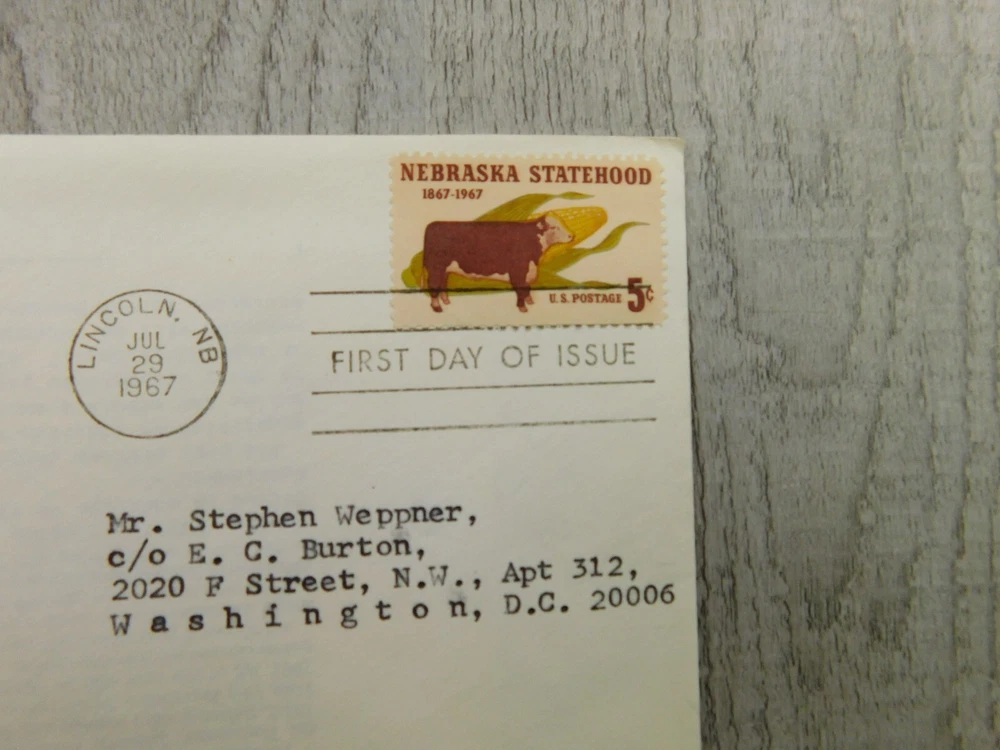 NEBRASKA STATEHOOD
1867-1967
U.S. POSTAGE 5¢
LINCOLN, NB
JUL
29
1967
FIRST DAY OF ISSUE
Mr. Stephen Weppner,
c/o E. C. Burton,
2020 F Street, N.W., Apt 312,
W a s h i n g t o n, D.C. 20006